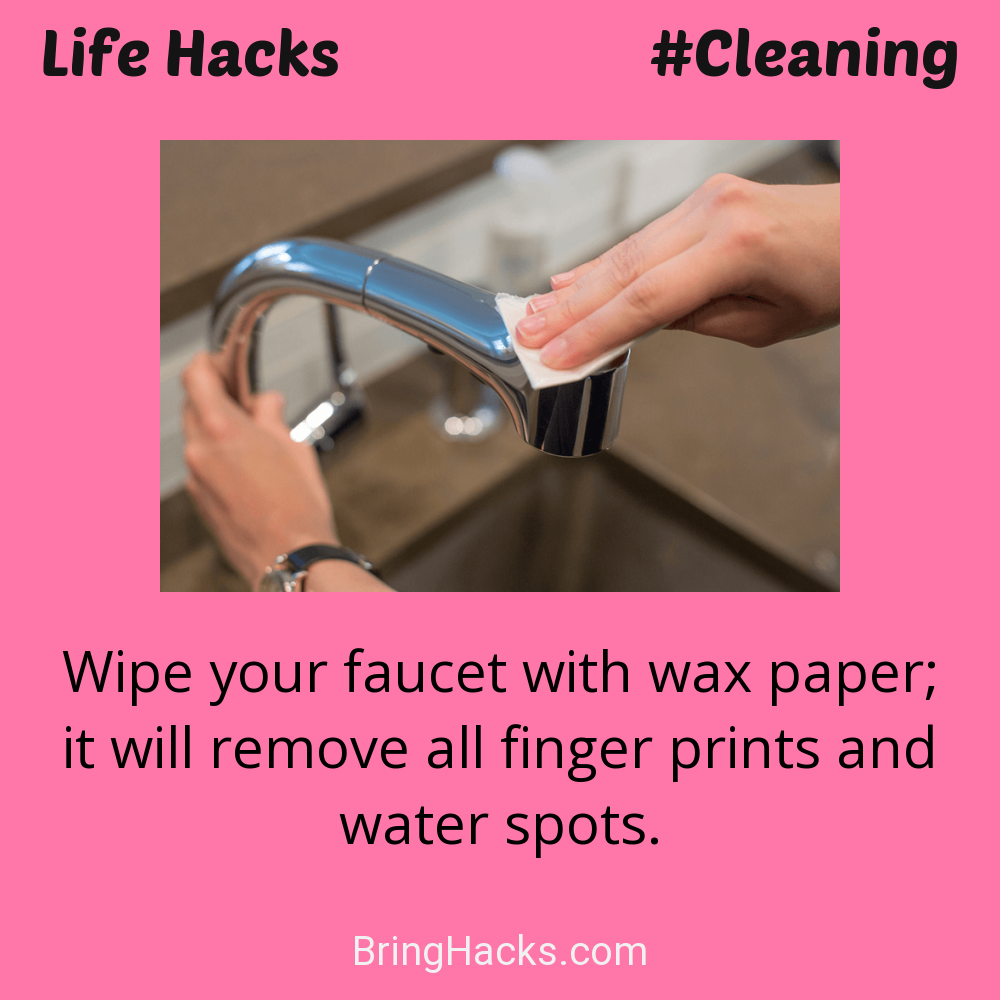 Life Hacks
#Cleaning
Wipe your faucet with wax paper;
it will remove all finger prints and
water spots.
BringHacks.com